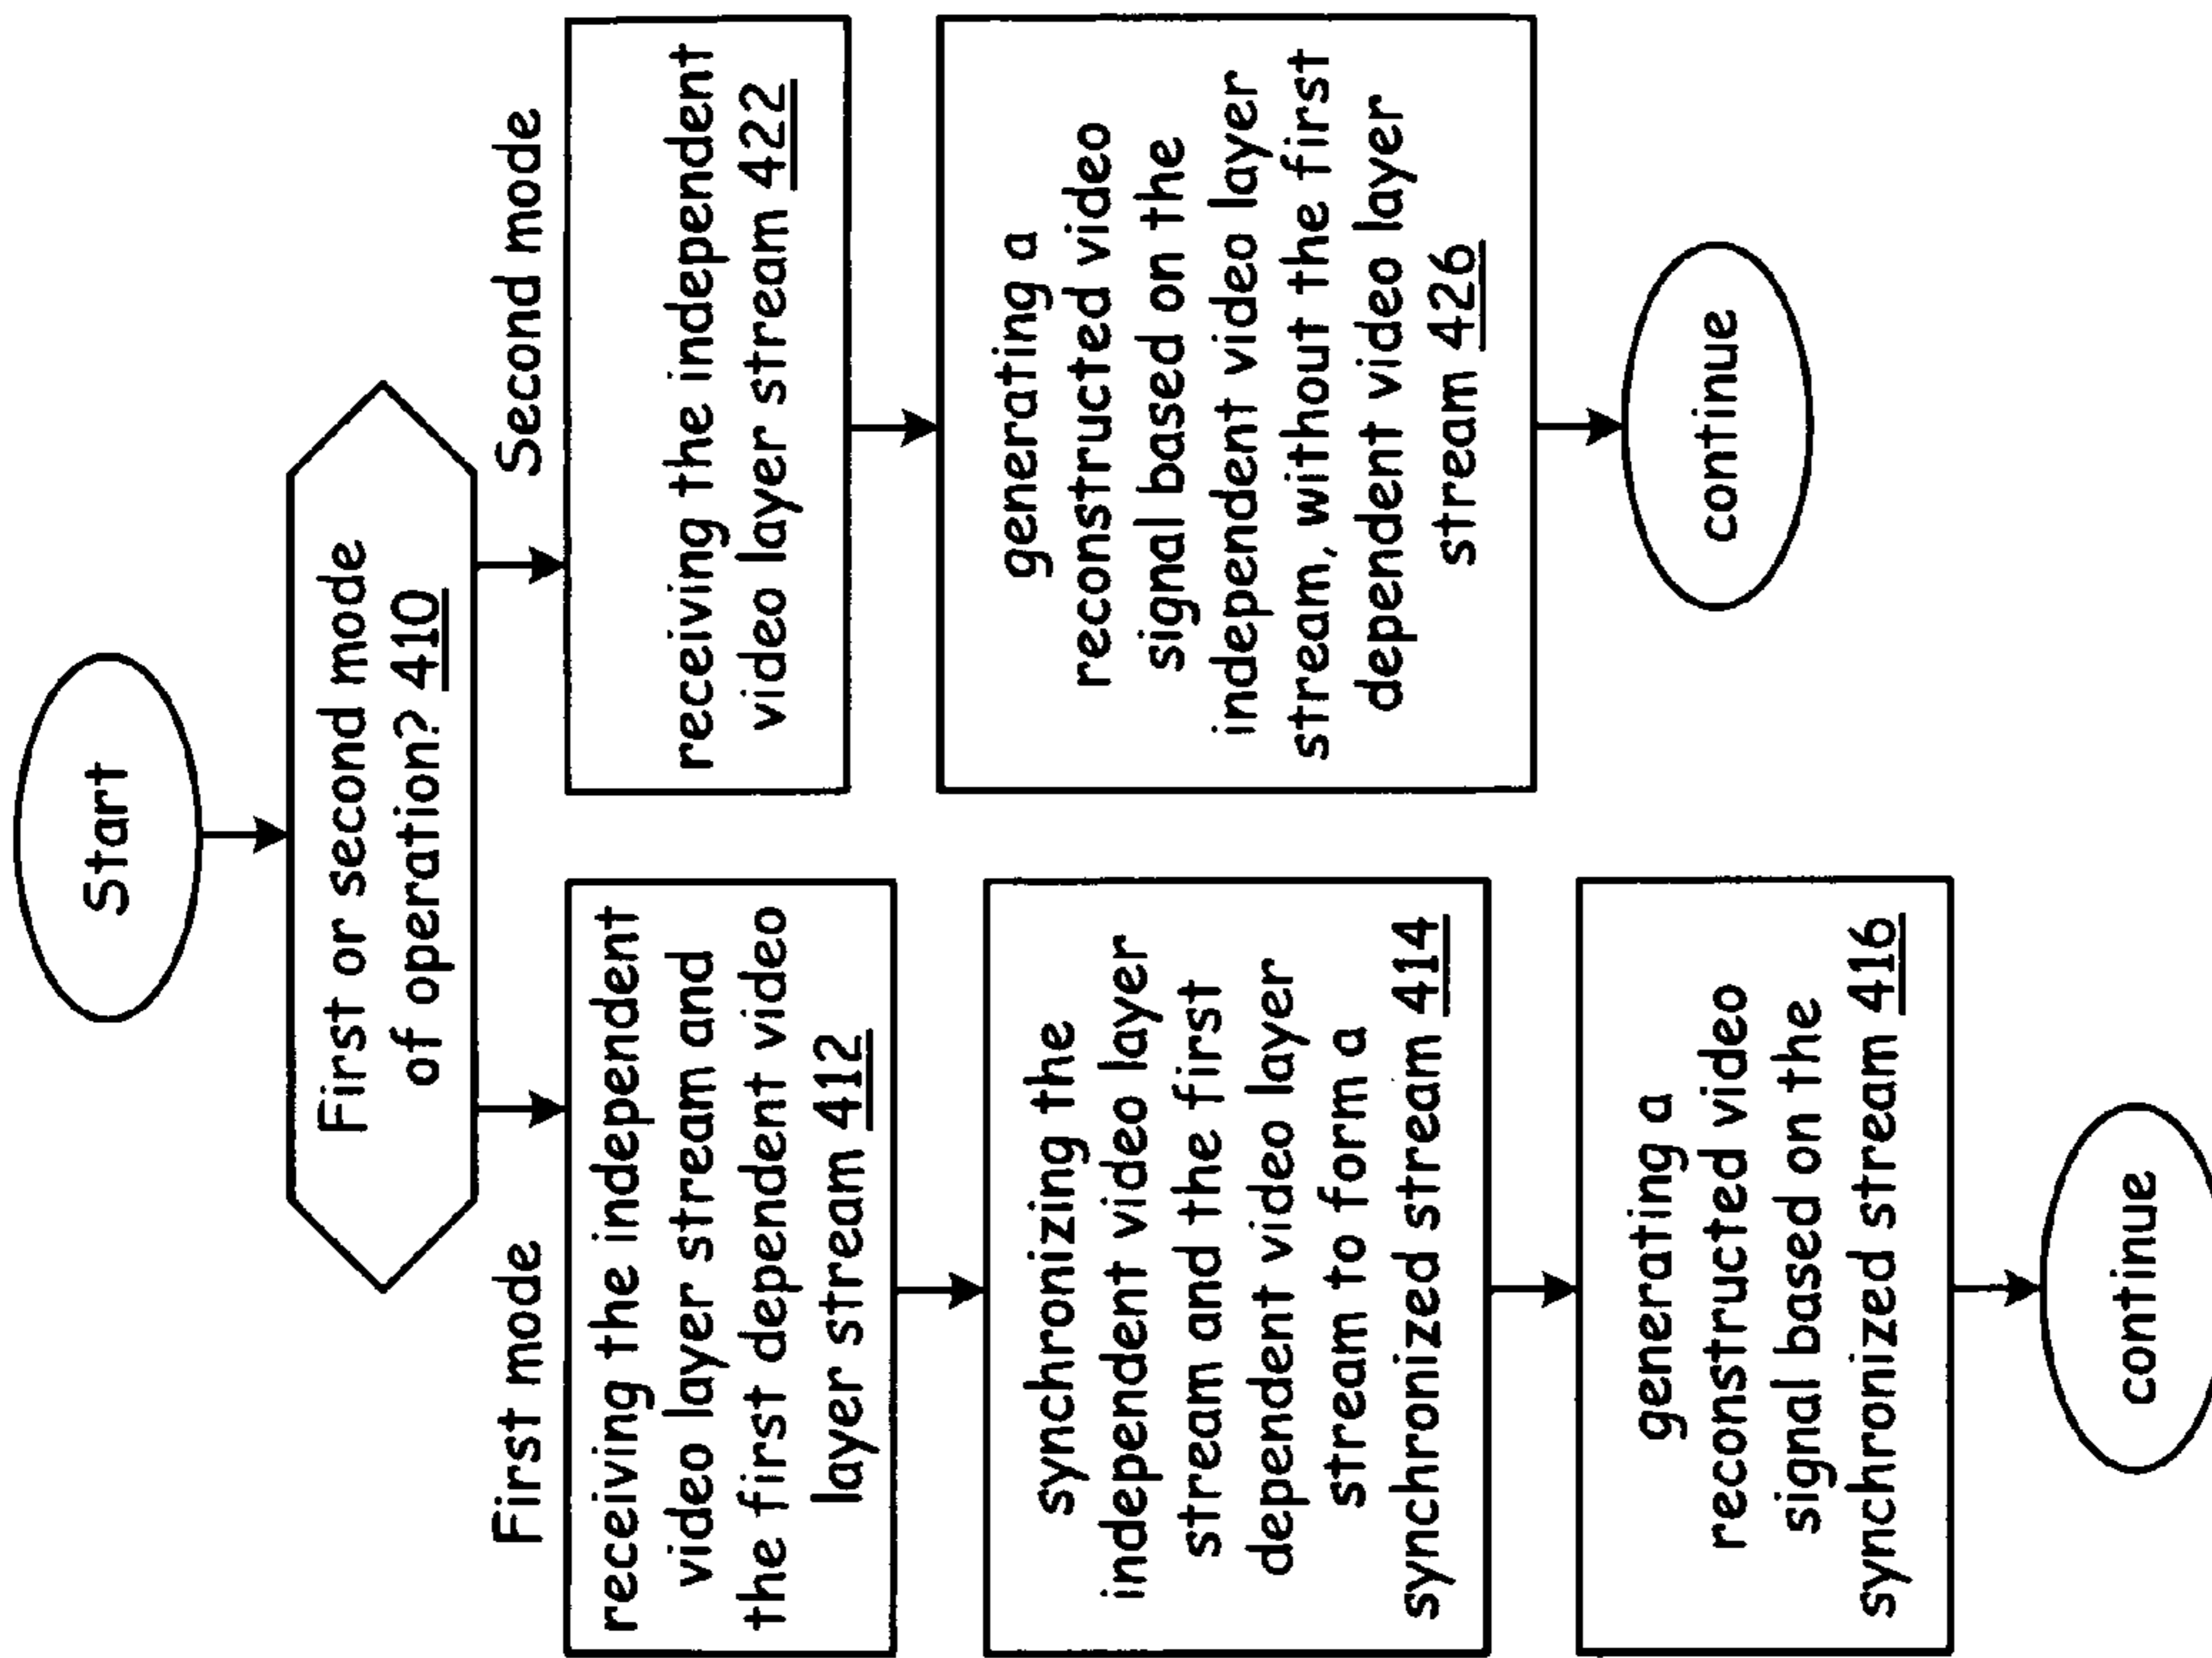 Start
First or second mode
of operation? 410
First mode
receiving the independent
video layer stream and
the first dependent video
layer stream 412
synchronizing the
independent video layer
stream and the first
dependent video layer
stream to form a
synchronized stream 414
generating a
reconstructed video
signal based on the
synchronized stream 416
continue
Second mode
receiving the independent
video layer stream 422
generating a
reconstructed video
signal based on the
independent video layer
stream, without the first
dependent video layer
stream 426
continue